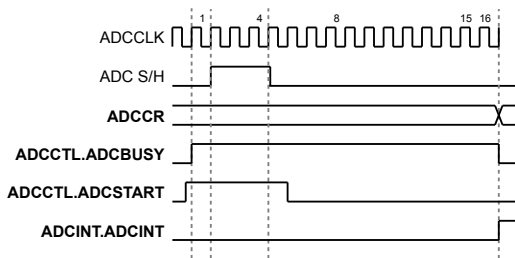 1 4 8 15 16
ADCCLK
ADC S/H
ADCCR
ADCCTL.ADCBUSY
ADCCTL.ADCSTART
ADCINT.ADCINT